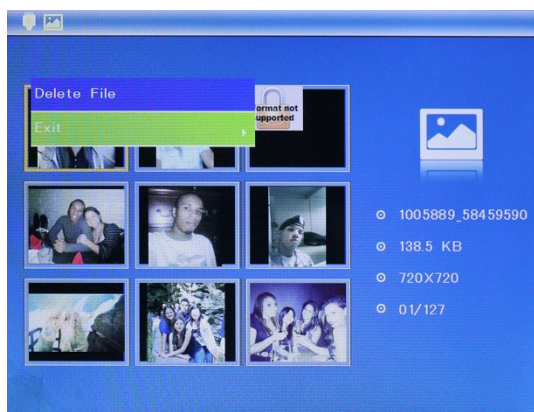 Delete File
Exit
Format not
supported
1005889_58459590
138.5 KB
720X720
01/127